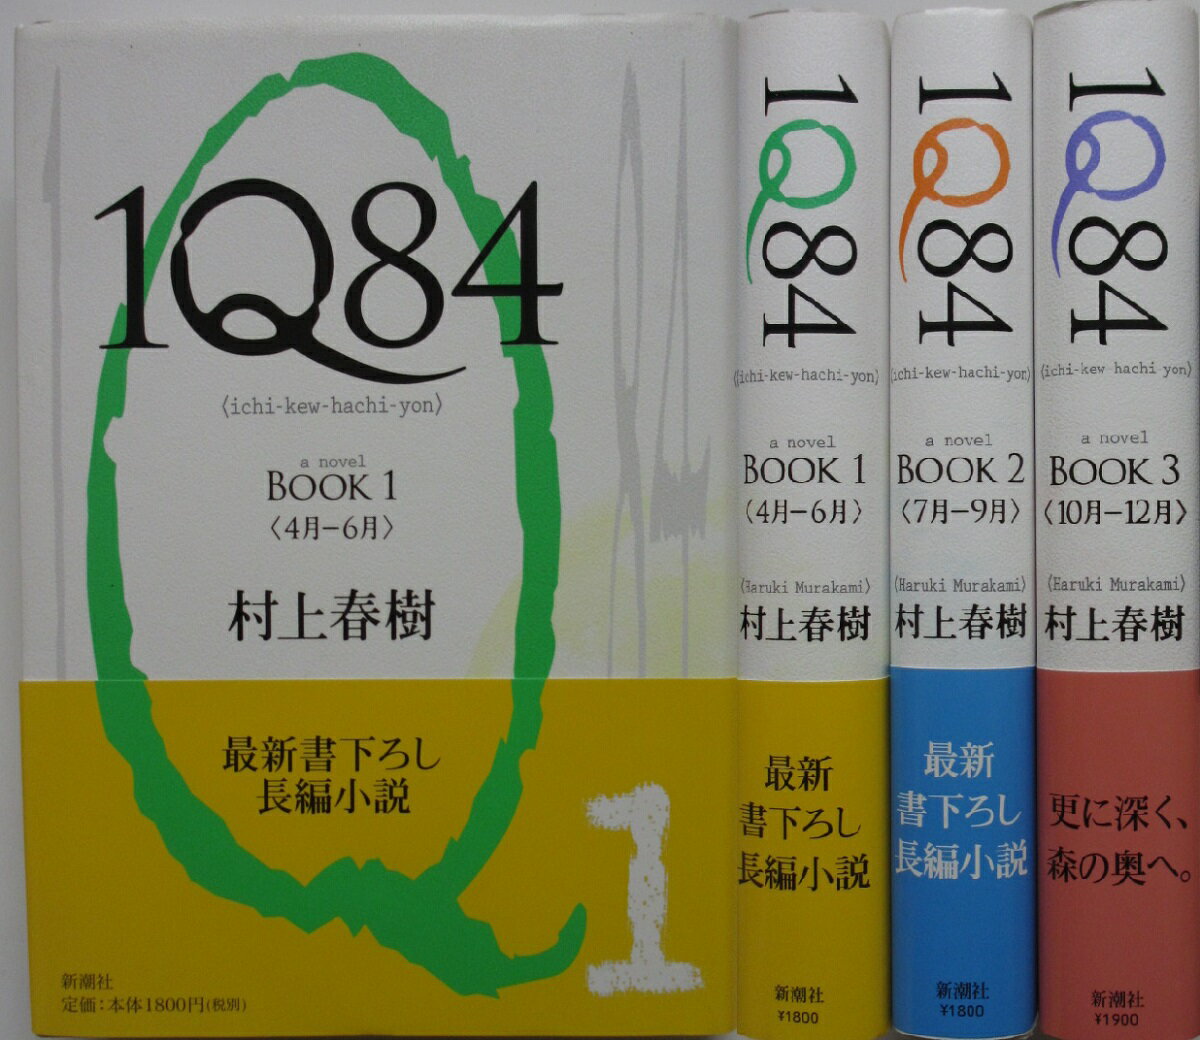 1Q84
〈ichi-kew-hachi-yon〉
a novel
BOOK 1
〈4月−6月〉
村上春樹
最新書下ろし
長編小説
1
新潮社
定価：本体1800円(税別)
1Q84
〈ichi-kew-hachi-yon〉
a novel
BOOK 1
〈4月−6月〉
〈Haruki Murakami〉
村上春樹
最新
書下ろし
長編小説
新潮社
¥1800
1Q84
〈ichi-kew-hachi-yon〉
a novel
BOOK 2
〈7月−9月〉
〈Haruki Murakami〉
村上春樹
最新
書下ろし
長編小説
新潮社
¥1800
1Q84
〈ichi-kew-hachi-yon〉
a novel
BOOK 3
〈10月−12月〉
〈Haruki Murakami〉
村上春樹
更に深く、
森の奥へ。
新潮社
¥1900